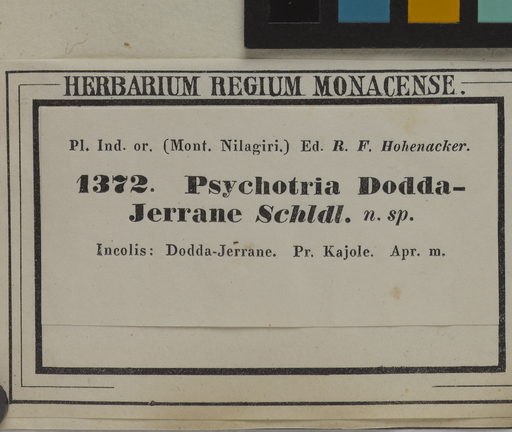 HERBARIUM REGIUM MONACENSE.
Pl. Ind. or. (Mont. Nilagiri.) Ed. R. F. Hohenacker.
1372. Psychotria Dodda-
Jerrane Schldl. n. sp.
Incolis: Dodda-Jerrane. Pr. Kajole. Apr. m.